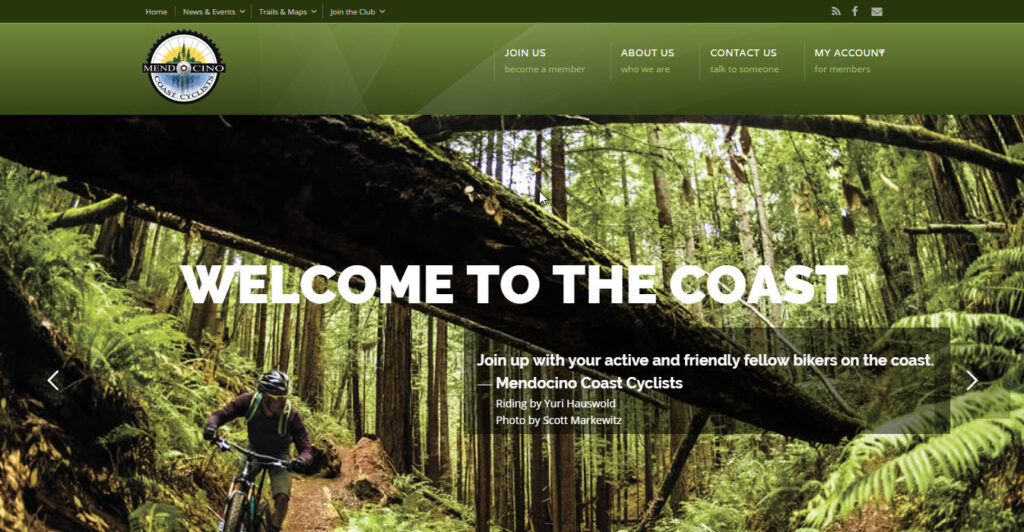 Home
News & Events
Trails & Maps
Join the Club
MENDOCINO
COAST CYCLISTS
JOIN US
become a member
ABOUT US
who we are
CONTACT US
talk to someone
MY ACCOUNT
for members
WELCOME TO THE COAST
Join up with your active and friendly fellow bikers on the coast.
— Mendocino Coast Cyclists
Riding by Yuri Hauswold
Photo by Scott Markewitz